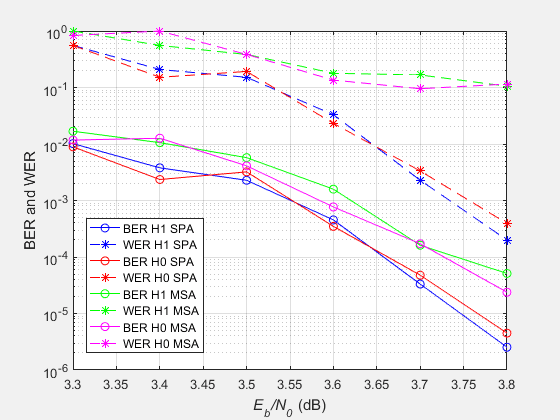 10^0
10^-1
10^-2
10^-3
10^-4
10^-5
10^-6
BER and WER
BER H1 SPA
WER H1 SPA
BER H0 SPA
WER H0 SPA
BER H1 MSA
WER H1 MSA
BER H0 MSA
WER H0 MSA
3.3 3.35 3.4 3.45 3.5 3.55 3.6 3.65 3.7 3.75 3.8
E_b/N_0 (dB)